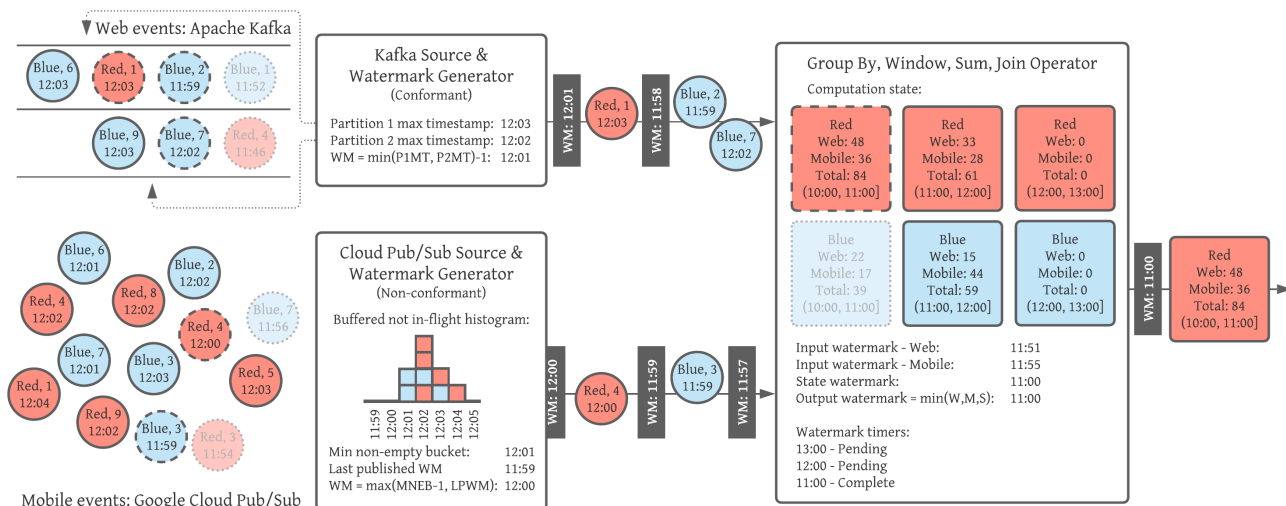 Web events: Apache Kafka
Blue, 6
12:03
Red, 1
12:03
Blue, 2
11:59
Blue, 1
11:52
Blue, 9
12:03
Blue, 7
12:02
Red, 4
11:46
Kafka Source &
Watermark Generator
(Conformant)
Partition 1 max timestamp: 12:03
Partition 2 max timestamp: 12:02
WM = min(P1MT, P2MT)-1: 12:01
WM: 12:01
Red, 1
12:03
WM: 11:58
Blue, 2
11:59
Blue, 7
12:02
Blue, 6
12:01
Blue, 2
12:02
Red, 4
12:02
Red, 8
12:02
Red, 4
12:00
Blue, 7
11:56
Blue, 7
12:01
Blue, 3
12:03
Red, 5
12:03
Red, 1
12:04
Red, 9
12:02
Blue, 3
11:59
Red, 3
11:54
Mobile events: Google Cloud Pub/Sub
Cloud Pub/Sub Source &
Watermark Generator
(Non-conformant)
Buffered not in-flight histogram:
11:59
12:00
12:01
12:02
12:03
12:04
12:05
Min non-empty bucket: 12:01
Last published WM 11:59
WM = max(MNEB-1, LPWM): 12:00
WM: 12:00
Red, 4
12:00
WM: 11:59
Blue, 3
11:59
WM: 11:57
Group By, Window, Sum, Join Operator
Computation state:
Red
Web: 48
Mobile: 36
Total: 84
(10:00, 11:00]
Red
Web: 33
Mobile: 28
Total: 61
(11:00, 12:00]
Red
Web: 0
Mobile: 0
Total: 0
(12:00, 13:00]
Blue
Web: 22
Mobile: 17
Total: 39
(10:00, 11:00]
Blue
Web: 15
Mobile: 44
Total: 59
(11:00, 12:00]
Blue
Web: 0
Mobile: 0
Total: 0
(12:00, 13:00]
Input watermark - Web: 11:51
Input watermark - Mobile: 11:55
State watermark: 11:00
Output watermark = min(W,M,S): 11:00
Watermark timers:
13:00 - Pending
12:00 - Pending
11:00 - Complete
WM: 11:00
Red
Web: 48
Mobile: 36
Total: 84
(10:00, 11:00]